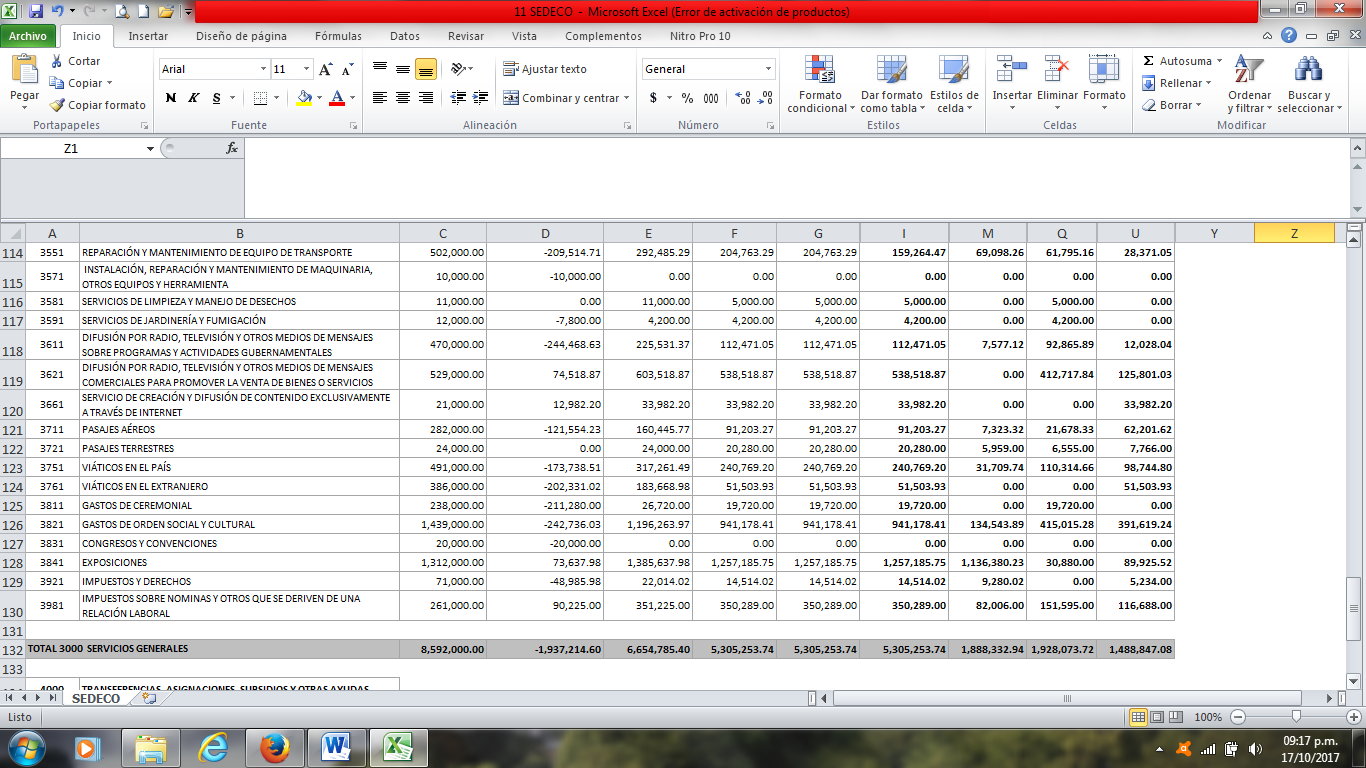 11 SEDECO - Microsoft Excel (Error de activación de productos)
Archivo Inicio Insertar Diseño de página Fórmulas Datos Revisar Vista Complementos Nitro Pro 10
Pegar Cortar Copiar Copiar formato Portapapeles
Arial 11 N K S Fuente
Ajustar texto Combinar y centrar Alineación
General $ % 000 Número
Formato condicional Dar formato como tabla Estilos de celda Estilos
Insertar Eliminar Formato Celdas
Σ Autosuma Rellenar Borrar Ordenar y filtrar Buscar y seleccionar Modificar
Z1 fx
A B C D E F G I M Q U Y Z
114 3551 REPARACIÓN Y MANTENIMIENTO DE EQUIPO DE TRANSPORTE 502,000.00 -209,514.71 292,485.29 204,763.29 204,763.29 159,264.47 69,098.26 61,795.16 28,371.05
115 3571 INSTALACIÓN, REPARACIÓN Y MANTENIMIENTO DE MAQUINARIA,
OTROS EQUIPOS Y HERRAMIENTA 10,000.00 -10,000.00 0.00 0.00 0.00 0.00 0.00 0.00 0.00
116 3581 SERVICIOS DE LIMPIEZA Y MANEJO DE DESECHOS 11,000.00 0.00 11,000.00 5,000.00 5,000.00 5,000.00 0.00 5,000.00 0.00
117 3591 SERVICIOS DE JARDINERÍA Y FUMIGACIÓN 12,000.00 -7,800.00 4,200.00 4,200.00 4,200.00 4,200.00 0.00 4,200.00 0.00
118 3611 DIFUSIÓN POR RADIO, TELEVISIÓN Y OTROS MEDIOS DE MENSAJES
SOBRE PROGRAMAS Y ACTIVIDADES GUBERNAMENTALES 470,000.00 -244,468.63 225,531.37 112,471.05 112,471.05 112,471.05 7,577.12 92,865.89 12,028.04
119 3621 DIFUSIÓN POR RADIO, TELEVISIÓN Y OTROS MEDIOS DE MENSAJES
COMERCIALES PARA PROMOVER LA VENTA DE BIENES O SERVICIOS 529,000.00 74,518.87 603,518.87 538,518.87 538,518.87 538,518.87 0.00 412,717.84 125,801.03
120 3661 SERVICIO DE CREACIÓN Y DIFUSIÓN DE CONTENIDO EXCLUSIVAMENTE
A TRAVÉS DE INTERNET 21,000.00 12,982.20 33,982.20 33,982.20 33,982.20 33,982.20 0.00 0.00 33,982.20
121 3711 PASAJES AÉREOS 282,000.00 -121,554.23 160,445.77 91,203.27 91,203.27 91,203.27 7,323.32 21,678.33 62,201.62
122 3721 PASAJES TERRESTRES 24,000.00 0.00 24,000.00 20,280.00 20,280.00 20,280.00 5,959.00 6,555.00 7,766.00
123 3751 VIÁTICOS EN EL PAÍS 491,000.00 -173,738.51 317,261.49 240,769.20 240,769.20 240,769.20 31,709.74 110,314.66 98,744.80
124 3761 VIÁTICOS EN EL EXTRANJERO 386,000.00 -202,331.02 183,668.98 51,503.93 51,503.93 51,503.93 0.00 0.00 51,503.93
125 3811 GASTOS DE CEREMONIAL 238,000.00 -211,280.00 26,720.00 19,720.00 19,720.00 19,720.00 0.00 19,720.00 0.00
126 3821 GASTOS DE ORDEN SOCIAL Y CULTURAL 1,439,000.00 -242,736.03 1,196,263.97 941,178.41 941,178.41 941,178.41 134,543.89 415,015.28 391,619.24
127 3831 CONGRESOS Y CONVENCIONES 20,000.00 -20,000.00 0.00 0.00 0.00 0.00 0.00 0.00 0.00
128 3841 EXPOSICIONES 1,312,000.00 73,637.98 1,385,637.98 1,257,185.75 1,257,185.75 1,257,185.75 1,136,380.23 30,880.00 89,925.52
129 3921 IMPUESTOS Y DERECHOS 71,000.00 -48,985.98 22,014.02 14,514.02 14,514.02 14,514.02 9,280.02 0.00 5,234.00
130 3981 IMPUESTOS SOBRE NOMINAS Y OTROS QUE SE DERIVEN DE UNA
RELACIÓN LABORAL 261,000.00 90,225.00 351,225.00 350,289.00 350,289.00 350,289.00 82,006.00 151,595.00 116,688.00
131
132 TOTAL 3000 SERVICIOS GENERALES 8,592,000.00 -1,937,214.60 6,654,785.40 5,305,253.74 5,305,253.74 5,305,253.74 1,888,332.94 1,928,073.72 1,488,847.08
133
134 4000 TRANSFERENCIAS, ASIGNACIONES, SUBSIDIOS Y OTRAS AYUDAS
SEDECO
Listo 100%
09:17 p.m.
17/10/2017